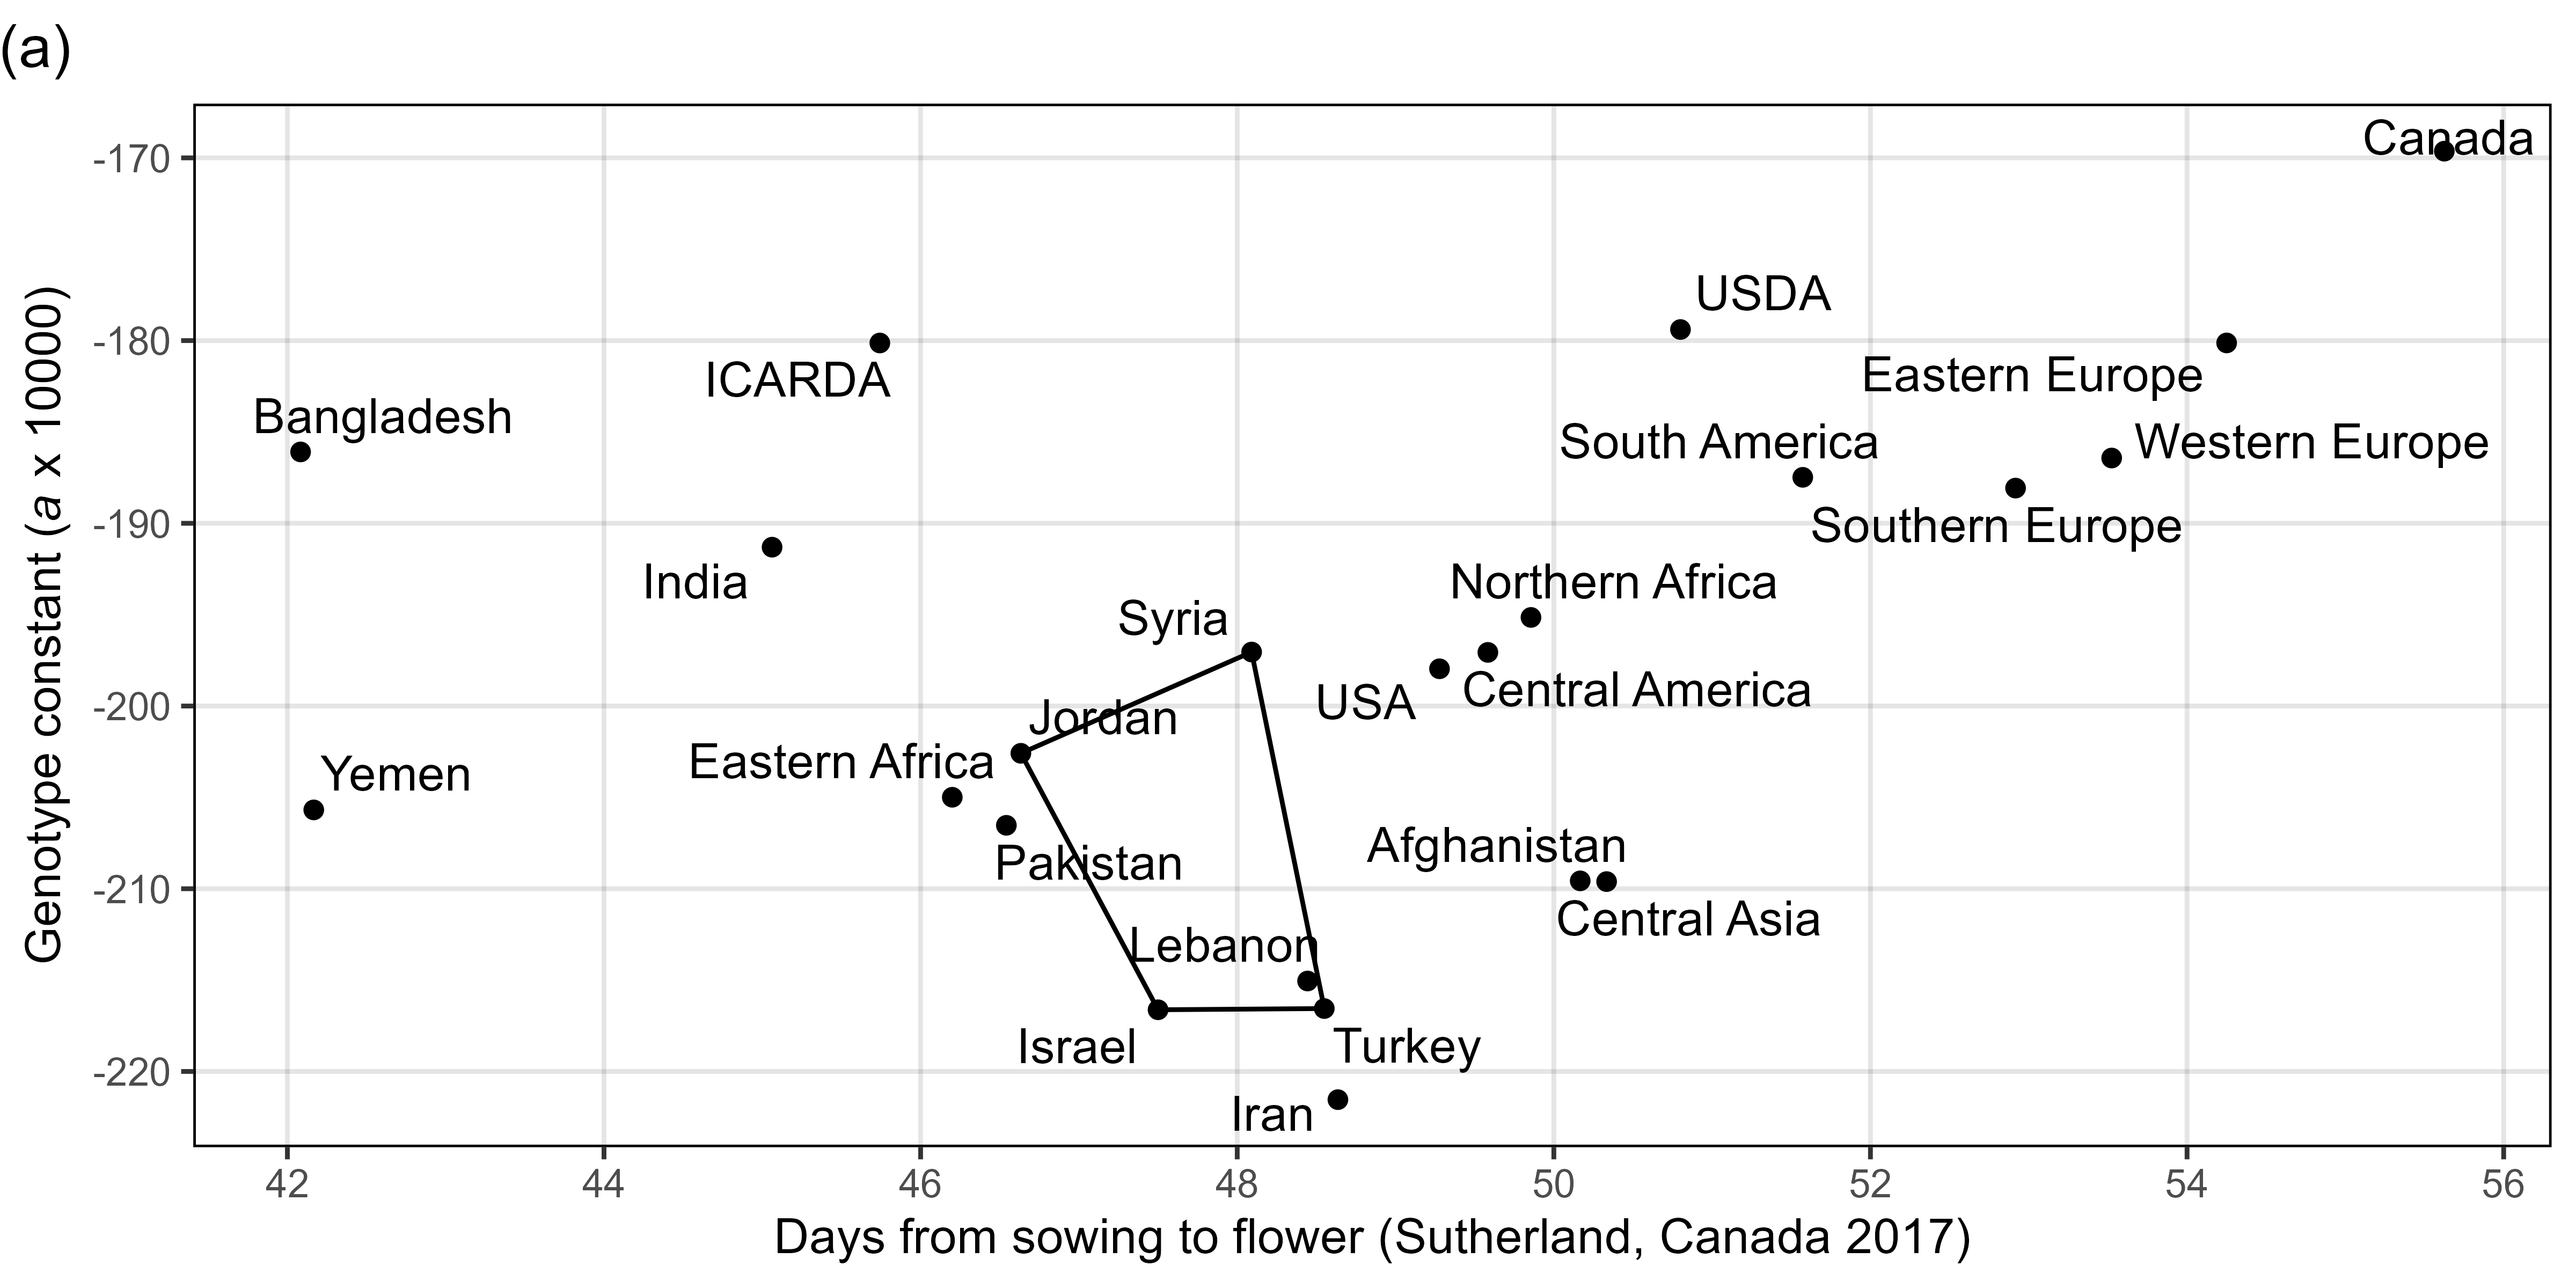 (a)
Genotype constant (a x 10000)
-170
-180
-190
-200
-210
-220
Canada
USDA
Eastern Europe
ICARDA
Bangladesh
South America
Western Europe
Southern Europe
India
Northern Africa
Syria
USA
Central America
Jordan
Eastern Africa
Yemen
Pakistan
Afghanistan
Central Asia
Lebanon
Israel
Turkey
Iran
42
44
46
48
50
52
54
56
Days from sowing to flower (Sutherland, Canada 2017)